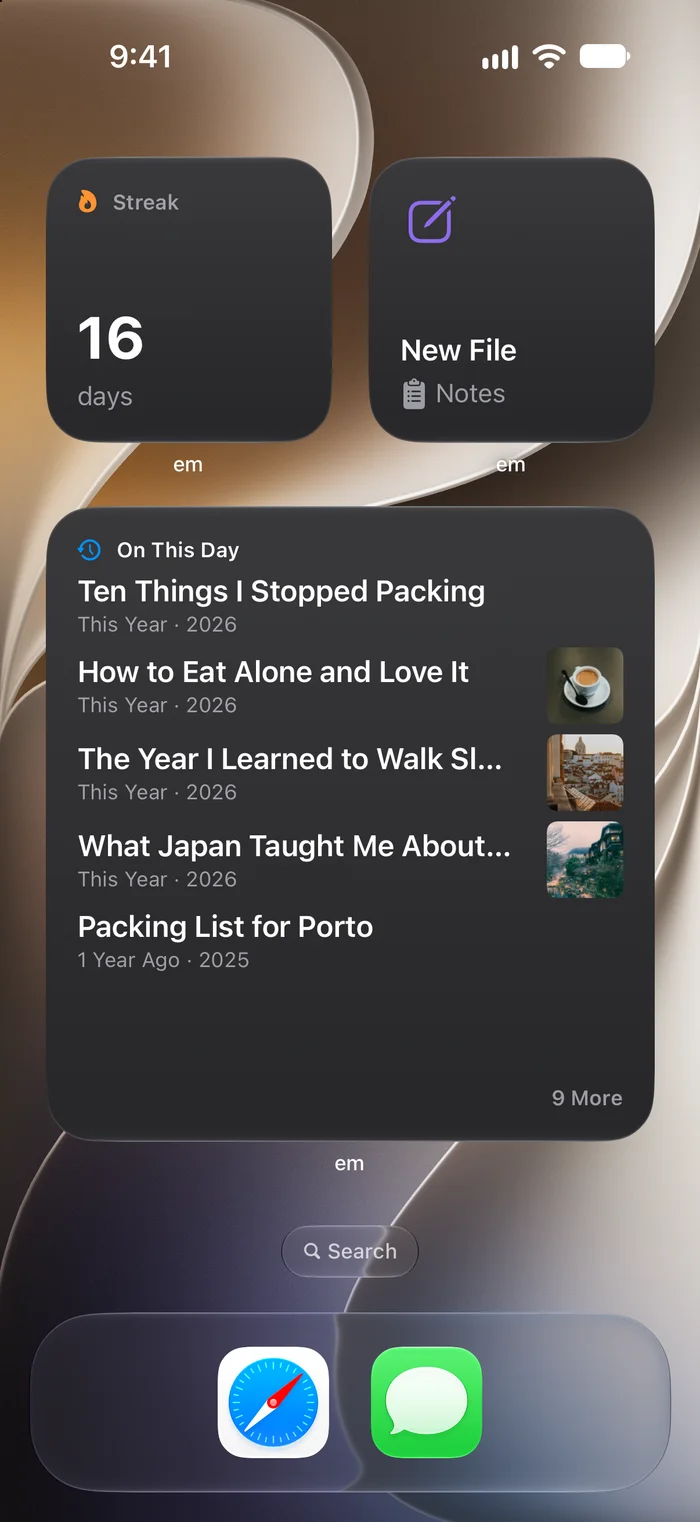 9:41
Streak
16
days
em
New File
Notes
em
On This Day
Ten Things I Stopped Packing
This Year · 2026
How to Eat Alone and Love It
This Year · 2026
The Year I Learned to Walk Sl...
This Year · 2026
What Japan Taught Me About...
This Year · 2026
Packing List for Porto
1 Year Ago · 2025
9 More
em
Search